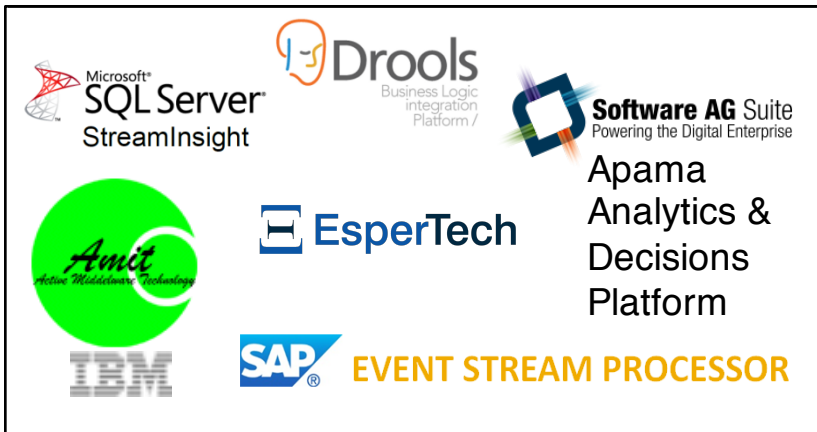 Microsoft®
SQL Server®
StreamInsight
Drools
Business Logic
integration
Platform /
Software AG Suite
Powering the Digital Enterprise
Apama
Analytics &
Decisions
Platform
Amit
Active Middelware Technology
EsperTech
IBM
SAP®
EVENT STREAM PROCESSOR